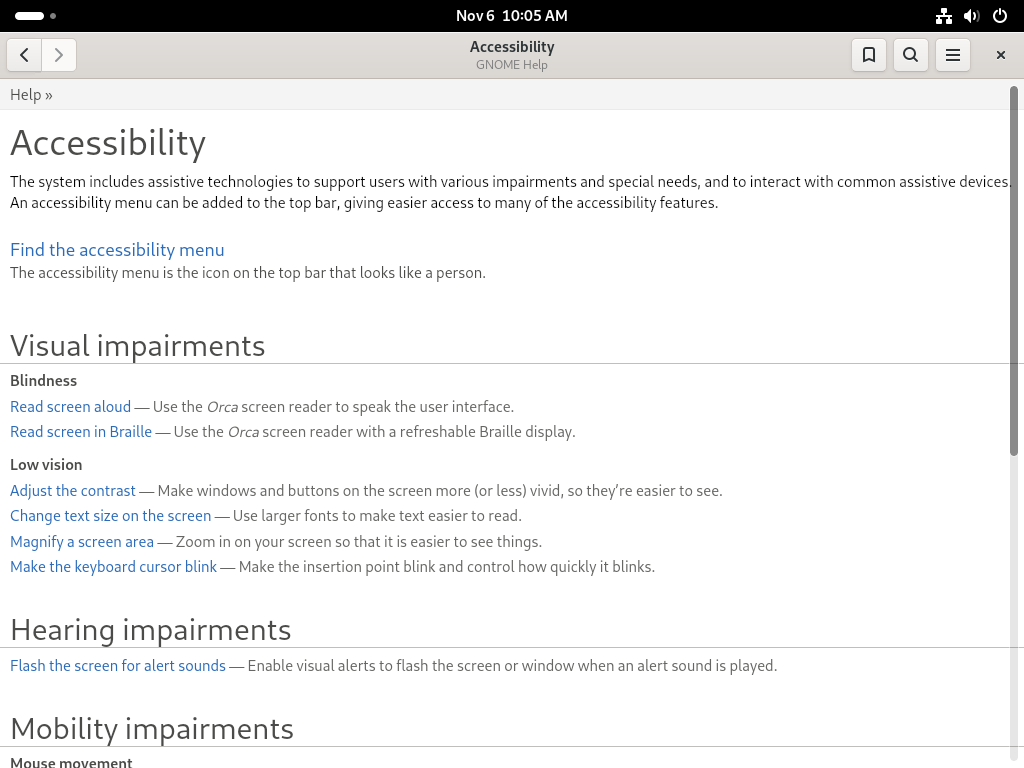 Nov 6  10:05 AM
Accessibility
GNOME Help
Help »
Accessibility
The system includes assistive technologies to support users with various impairments and special needs, and to interact with common assistive devices.
An accessibility menu can be added to the top bar, giving easier access to many of the accessibility features.
Find the accessibility menu
The accessibility menu is the icon on the top bar that looks like a person.
Visual impairments
Blindness
Read screen aloud — Use the Orca screen reader to speak the user interface.
Read screen in Braille — Use the Orca screen reader with a refreshable Braille display.
Low vision
Adjust the contrast — Make windows and buttons on the screen more (or less) vivid, so they’re easier to see.
Change text size on the screen — Use larger fonts to make text easier to read.
Magnify a screen area — Zoom in on your screen so that it is easier to see things.
Make the keyboard cursor blink — Make the insertion point blink and control how quickly it blinks.
Hearing impairments
Flash the screen for alert sounds — Enable visual alerts to flash the screen or window when an alert sound is played.
Mobility impairments
Mouse movement